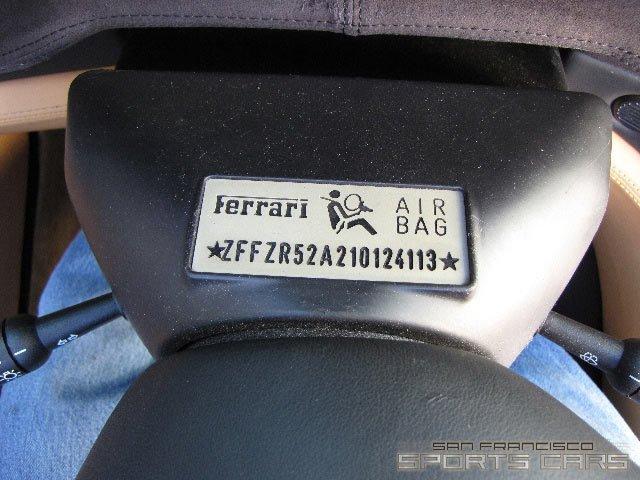 Ferrari AIR BAG
★ZFFZR52A210124113★
SAN FRANCISCO
SPORTS CARS